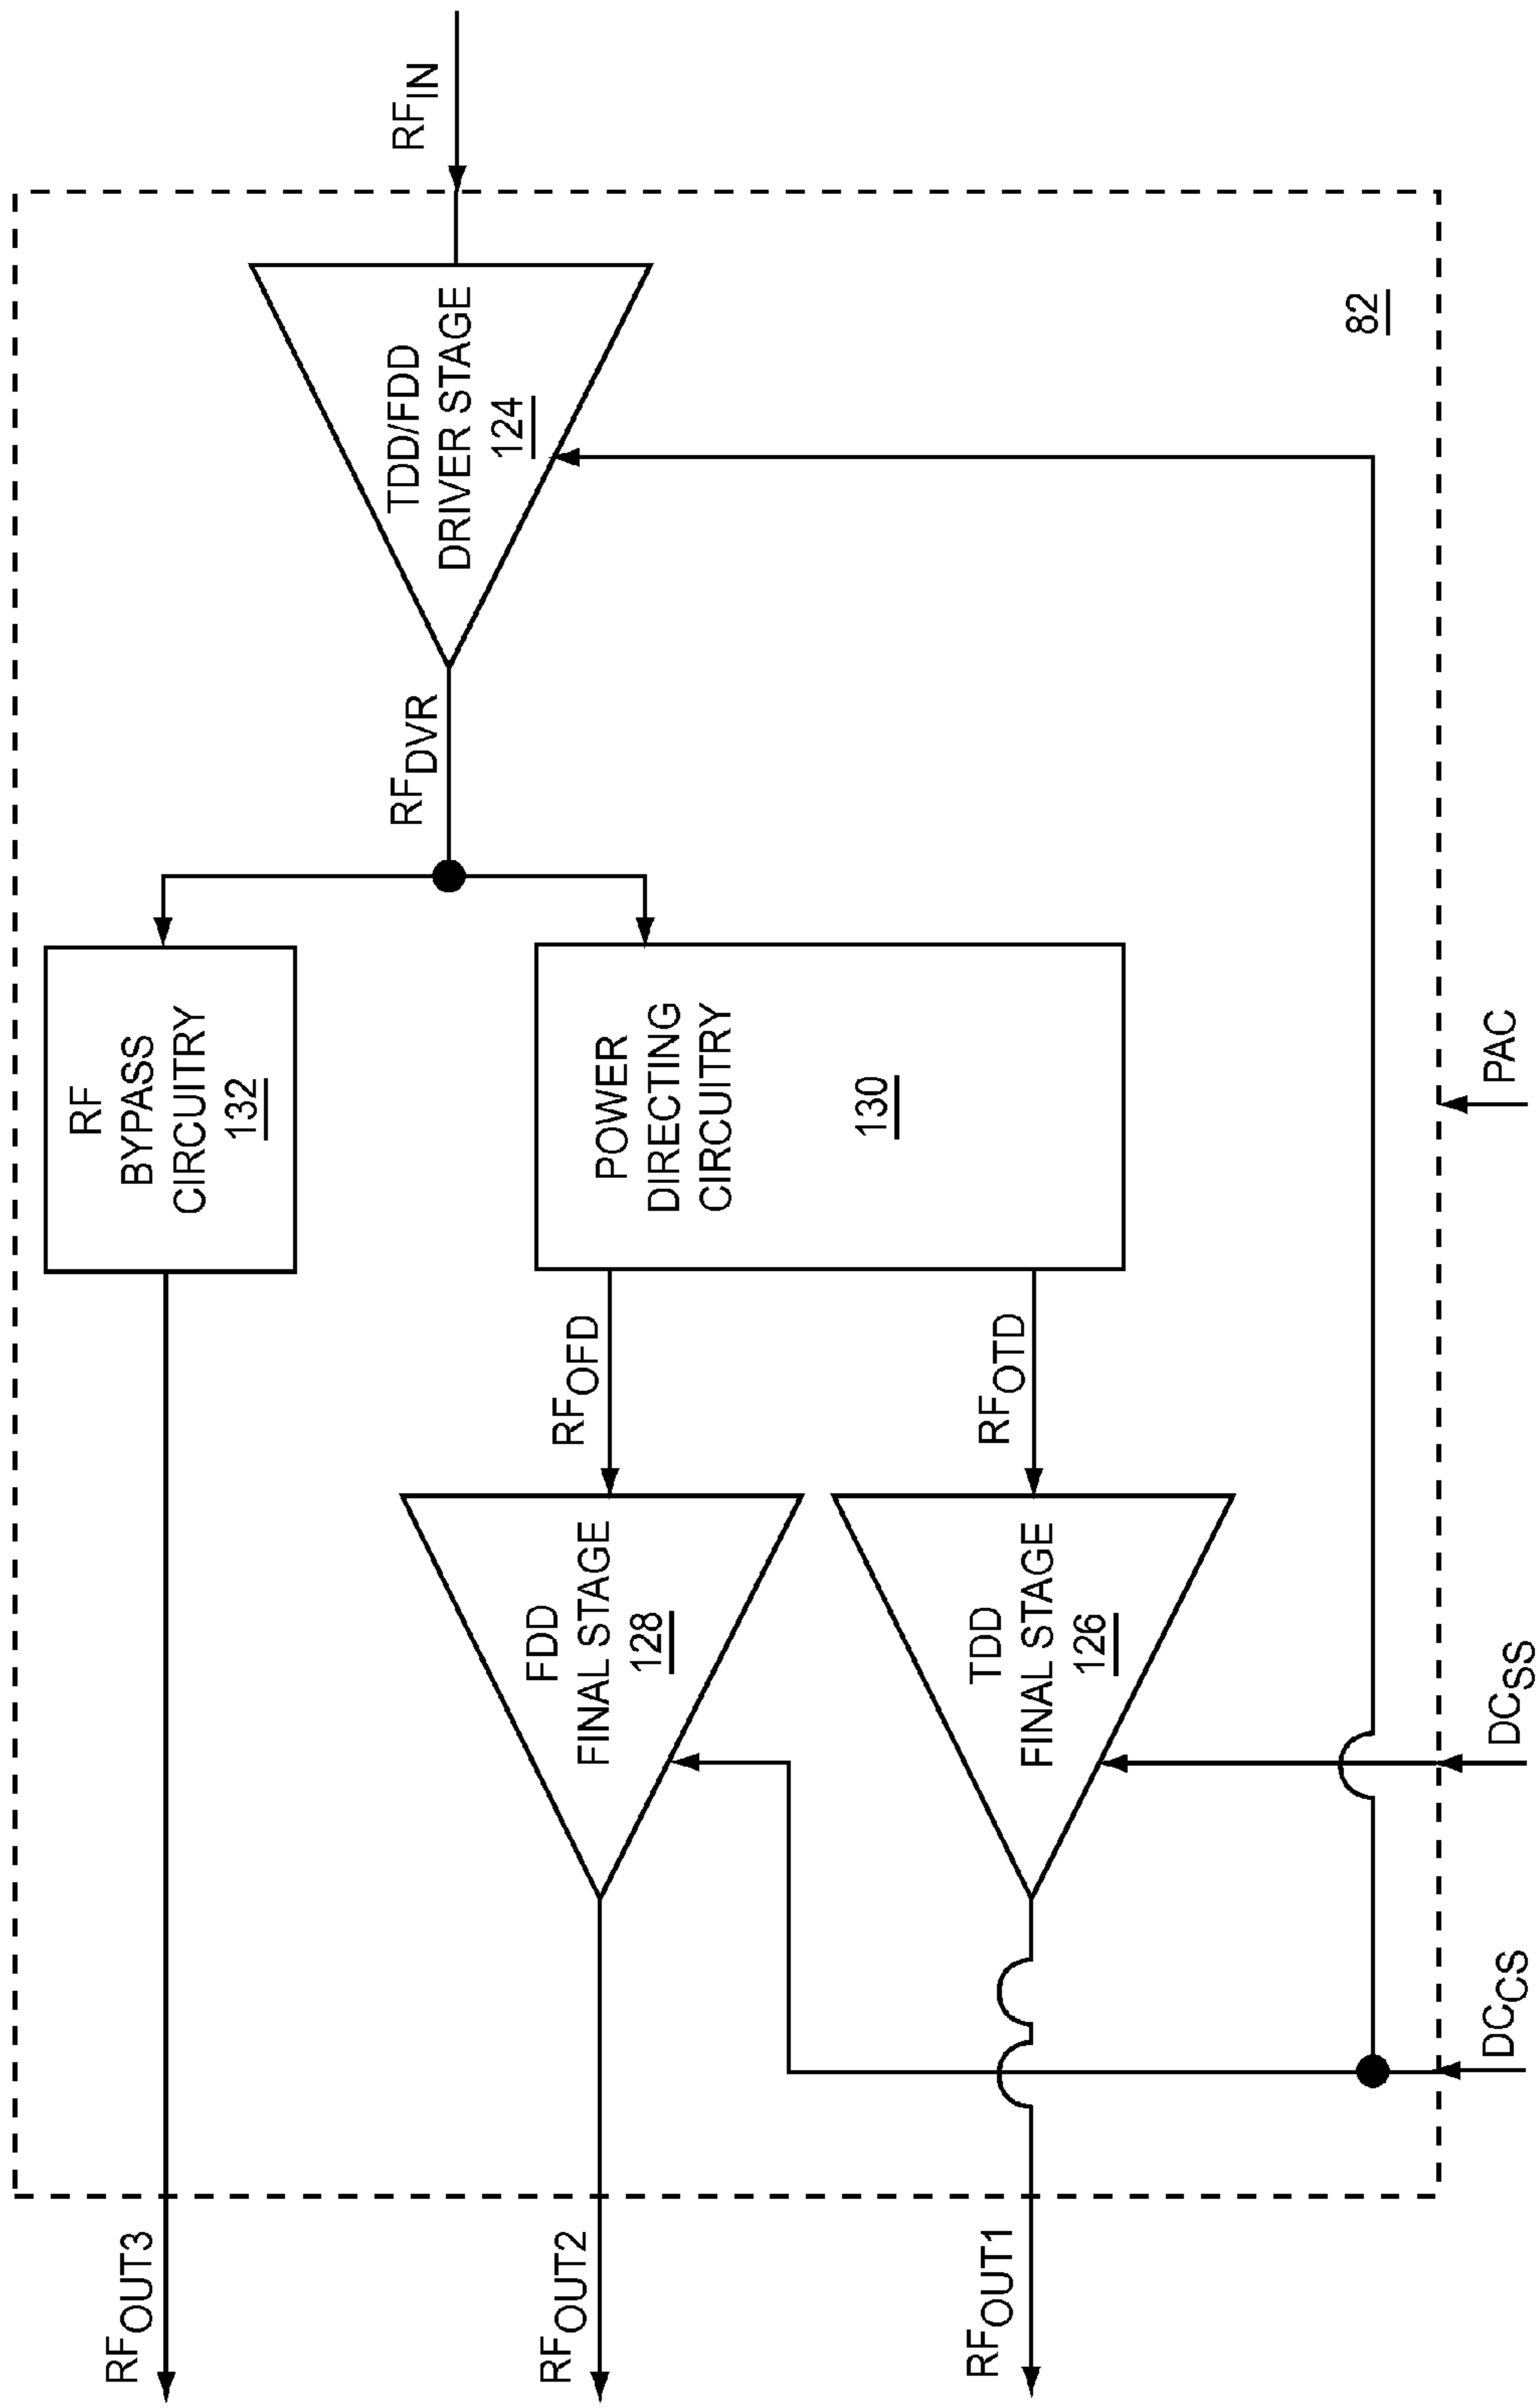 RFOUT3
RF
BYPASS
CIRCUITRY
132
RFDVR
TDD/FDD
DRIVER STAGE
124
RFIN
RFOUT2
FDD
FINAL STAGE
128
RFOFD
POWER
DIRECTING
CIRCUITRY
130
RFOUT1
TDD
FINAL STAGE
126
RFOTD
82
DCCS
DCSS
PAC